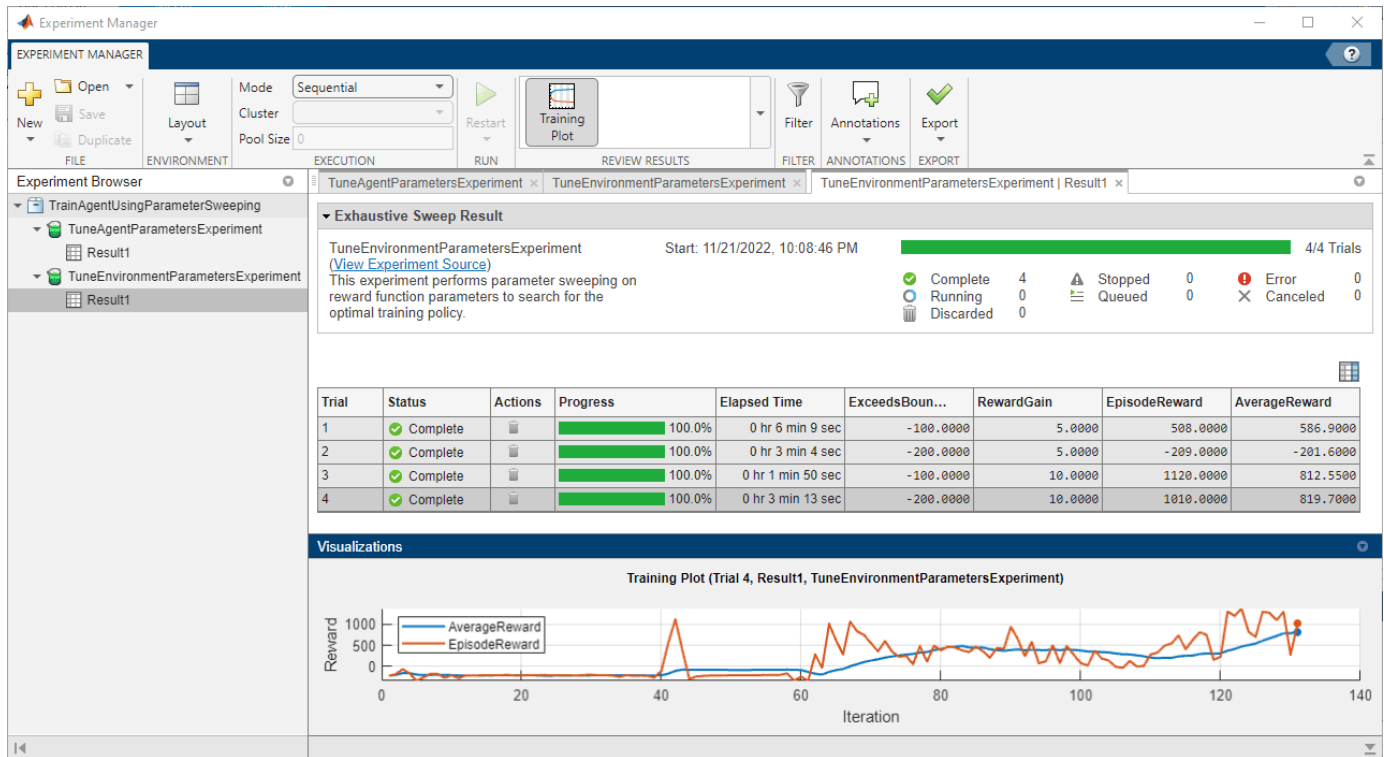 Experiment Manager
EXPERIMENT MANAGER
?
New
Open
Save
Duplicate
FILE
Layout
ENVIRONMENT
Mode Sequential
Cluster
Pool Size 0
EXECUTION
Restart
RUN
Training
Plot
REVIEW RESULTS
Filter
FILTER
Annotations
ANNOTATIONS
Export
EXPORT
Experiment Browser
TrainAgentUsingParameterSweeping
TuneAgentParametersExperiment
Result1
TuneEnvironmentParametersExperiment
Result1
TuneAgentParametersExperiment × TuneEnvironmentParametersExperiment × TuneEnvironmentParametersExperiment | Result1 ×
Exhaustive Sweep Result
TuneEnvironmentParametersExperiment
(View Experiment Source)
This experiment performs parameter sweeping on
reward function parameters to search for the
optimal training policy.
Start: 11/21/2022, 10:08:46 PM
4/4 Trials
Complete 4 Stopped 0 Error 0
Running 0 Queued 0 Canceled 0
Discarded 0
Trial Status Actions Progress Elapsed Time ExceedsBoun... RewardGain EpisodeReward AverageReward
1 Complete 100.0% 0 hr 6 min 9 sec -100.0000 5.0000 508.0000 586.9000
2 Complete 100.0% 0 hr 3 min 4 sec -200.0000 5.0000 -209.0000 -201.6000
3 Complete 100.0% 0 hr 1 min 50 sec -100.0000 10.0000 1120.0000 812.5500
4 Complete 100.0% 0 hr 3 min 13 sec -200.0000 10.0000 1010.0000 819.7000
Visualizations
Training Plot (Trial 4, Result1, TuneEnvironmentParametersExperiment)
Reward
1000
500
0
AverageReward
EpisodeReward
0 20 40 60 80 100 120 140
Iteration